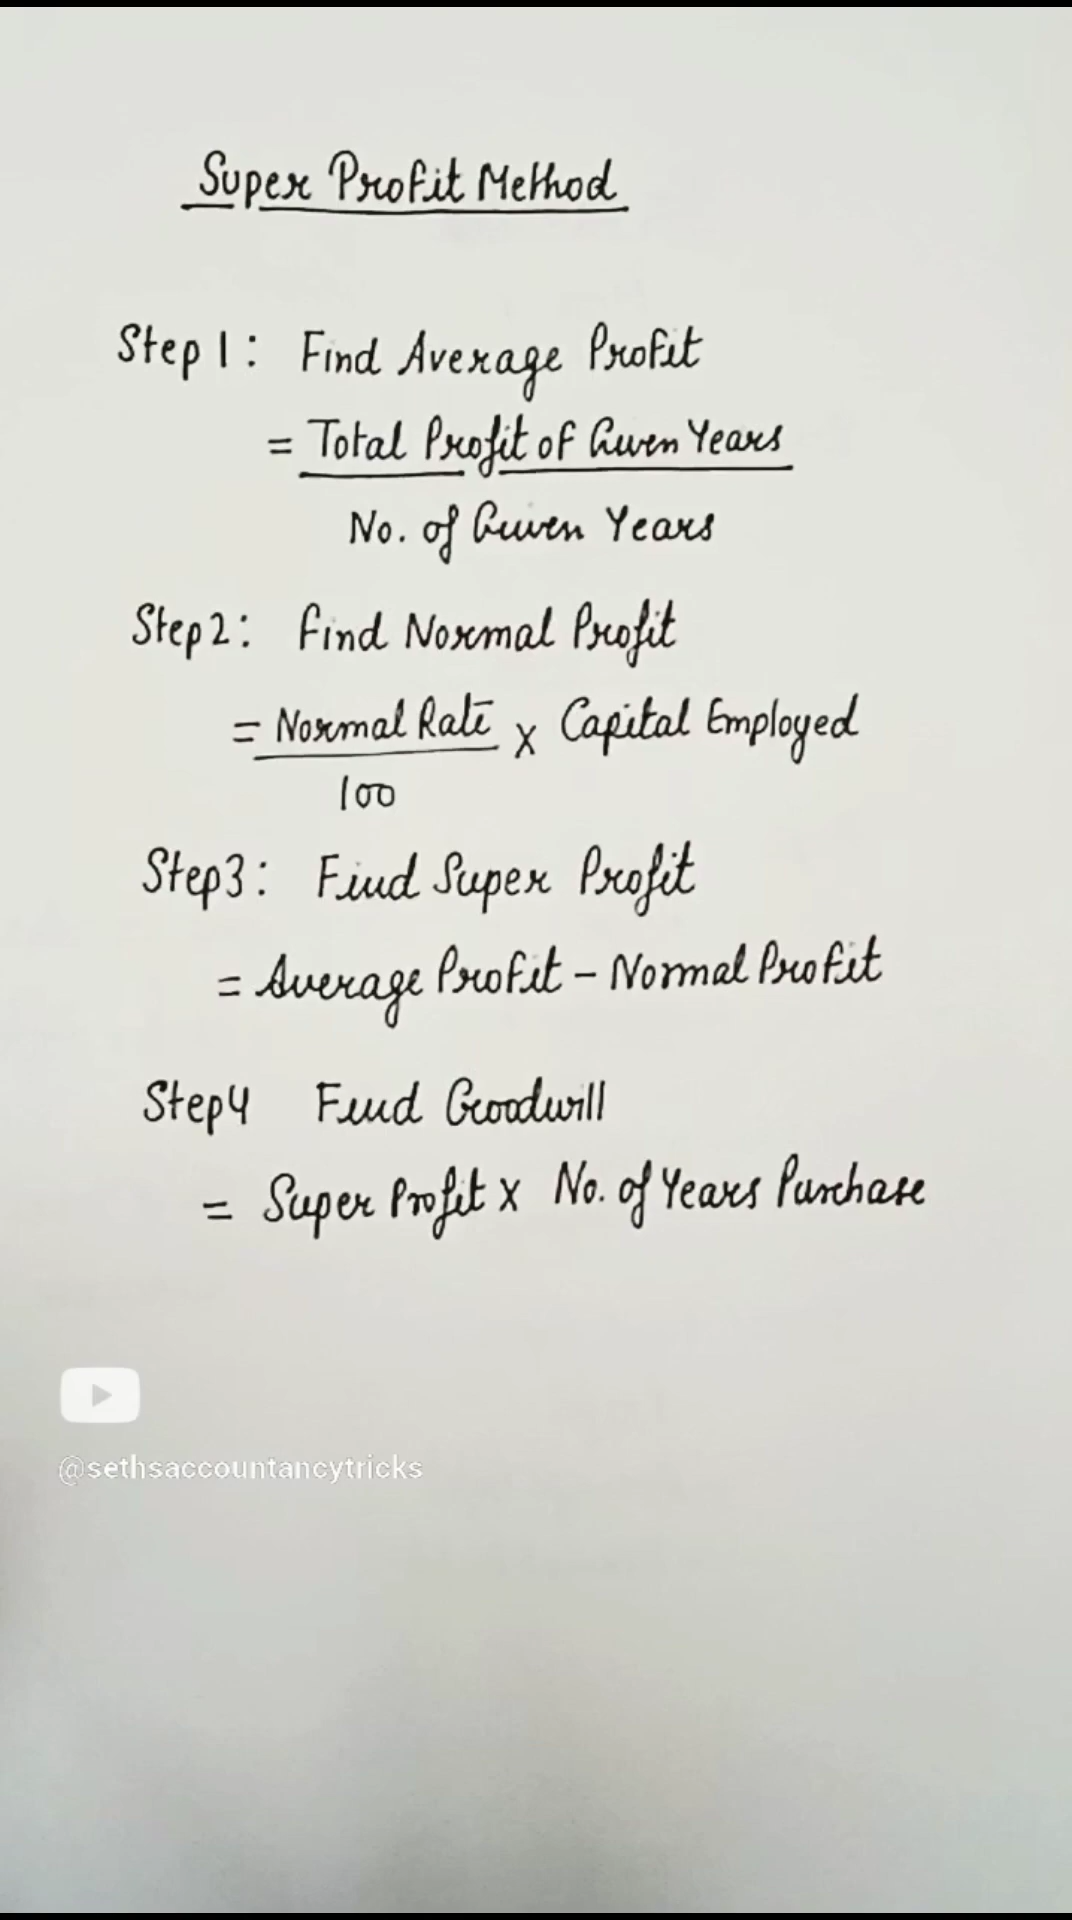 Super Profit Method
Step 1: Find Average Profit
= Total Profit of Given Years
No. of Given Years
Step 2: Find Normal Profit
= Normal Rate x Capital Employed
100
Step 3: Find Super Profit
= Average Profit - Normal Profit
Step 4 Find Goodwill
= Super Profit x No. of Years Purchase
@sethsaccountancytricks